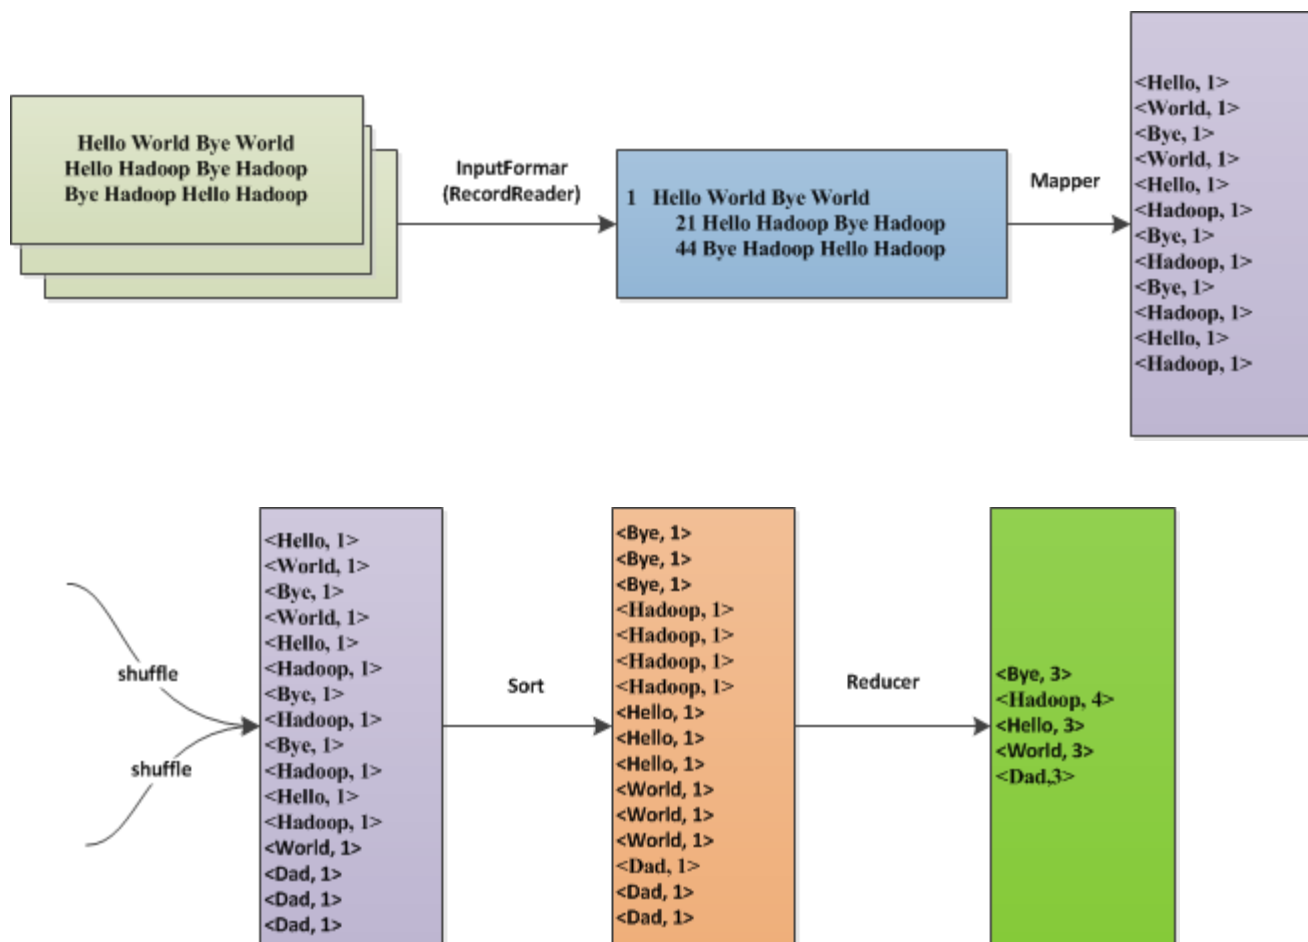 Hello World Bye World
Hello Hadoop Bye Hadoop
Bye Hadoop Hello Hadoop
InputFormar
(RecordReader)
1 Hello World Bye World
21 Hello Hadoop Bye Hadoop
44 Bye Hadoop Hello Hadoop
Mapper
<Hello, 1>
<World, 1>
<Bye, 1>
<World, 1>
<Hello, 1>
<Hadoop, 1>
<Bye, 1>
<Hadoop, 1>
<Bye, 1>
<Hadoop, 1>
<Hello, 1>
<Hadoop, 1>
shuffle
shuffle
<Hello, 1>
<World, 1>
<Bye, 1>
<World, 1>
<Hello, 1>
<Hadoop, 1>
<Bye, 1>
<Hadoop, 1>
<Bye, 1>
<Hadoop, 1>
<Hello, 1>
<Hadoop, 1>
<World, 1>
<Dad, 1>
<Dad, 1>
<Dad, 1>
Sort
<Bye, 1>
<Bye, 1>
<Bye, 1>
<Hadoop, 1>
<Hadoop, 1>
<Hadoop, 1>
<Hadoop, 1>
<Hello, 1>
<Hello, 1>
<Hello, 1>
<World, 1>
<World, 1>
<World, 1>
<Dad, 1>
<Dad, 1>
<Dad, 1>
Reducer
<Bye, 3>
<Hadoop, 4>
<Hello, 3>
<World, 3>
<Dad,3>